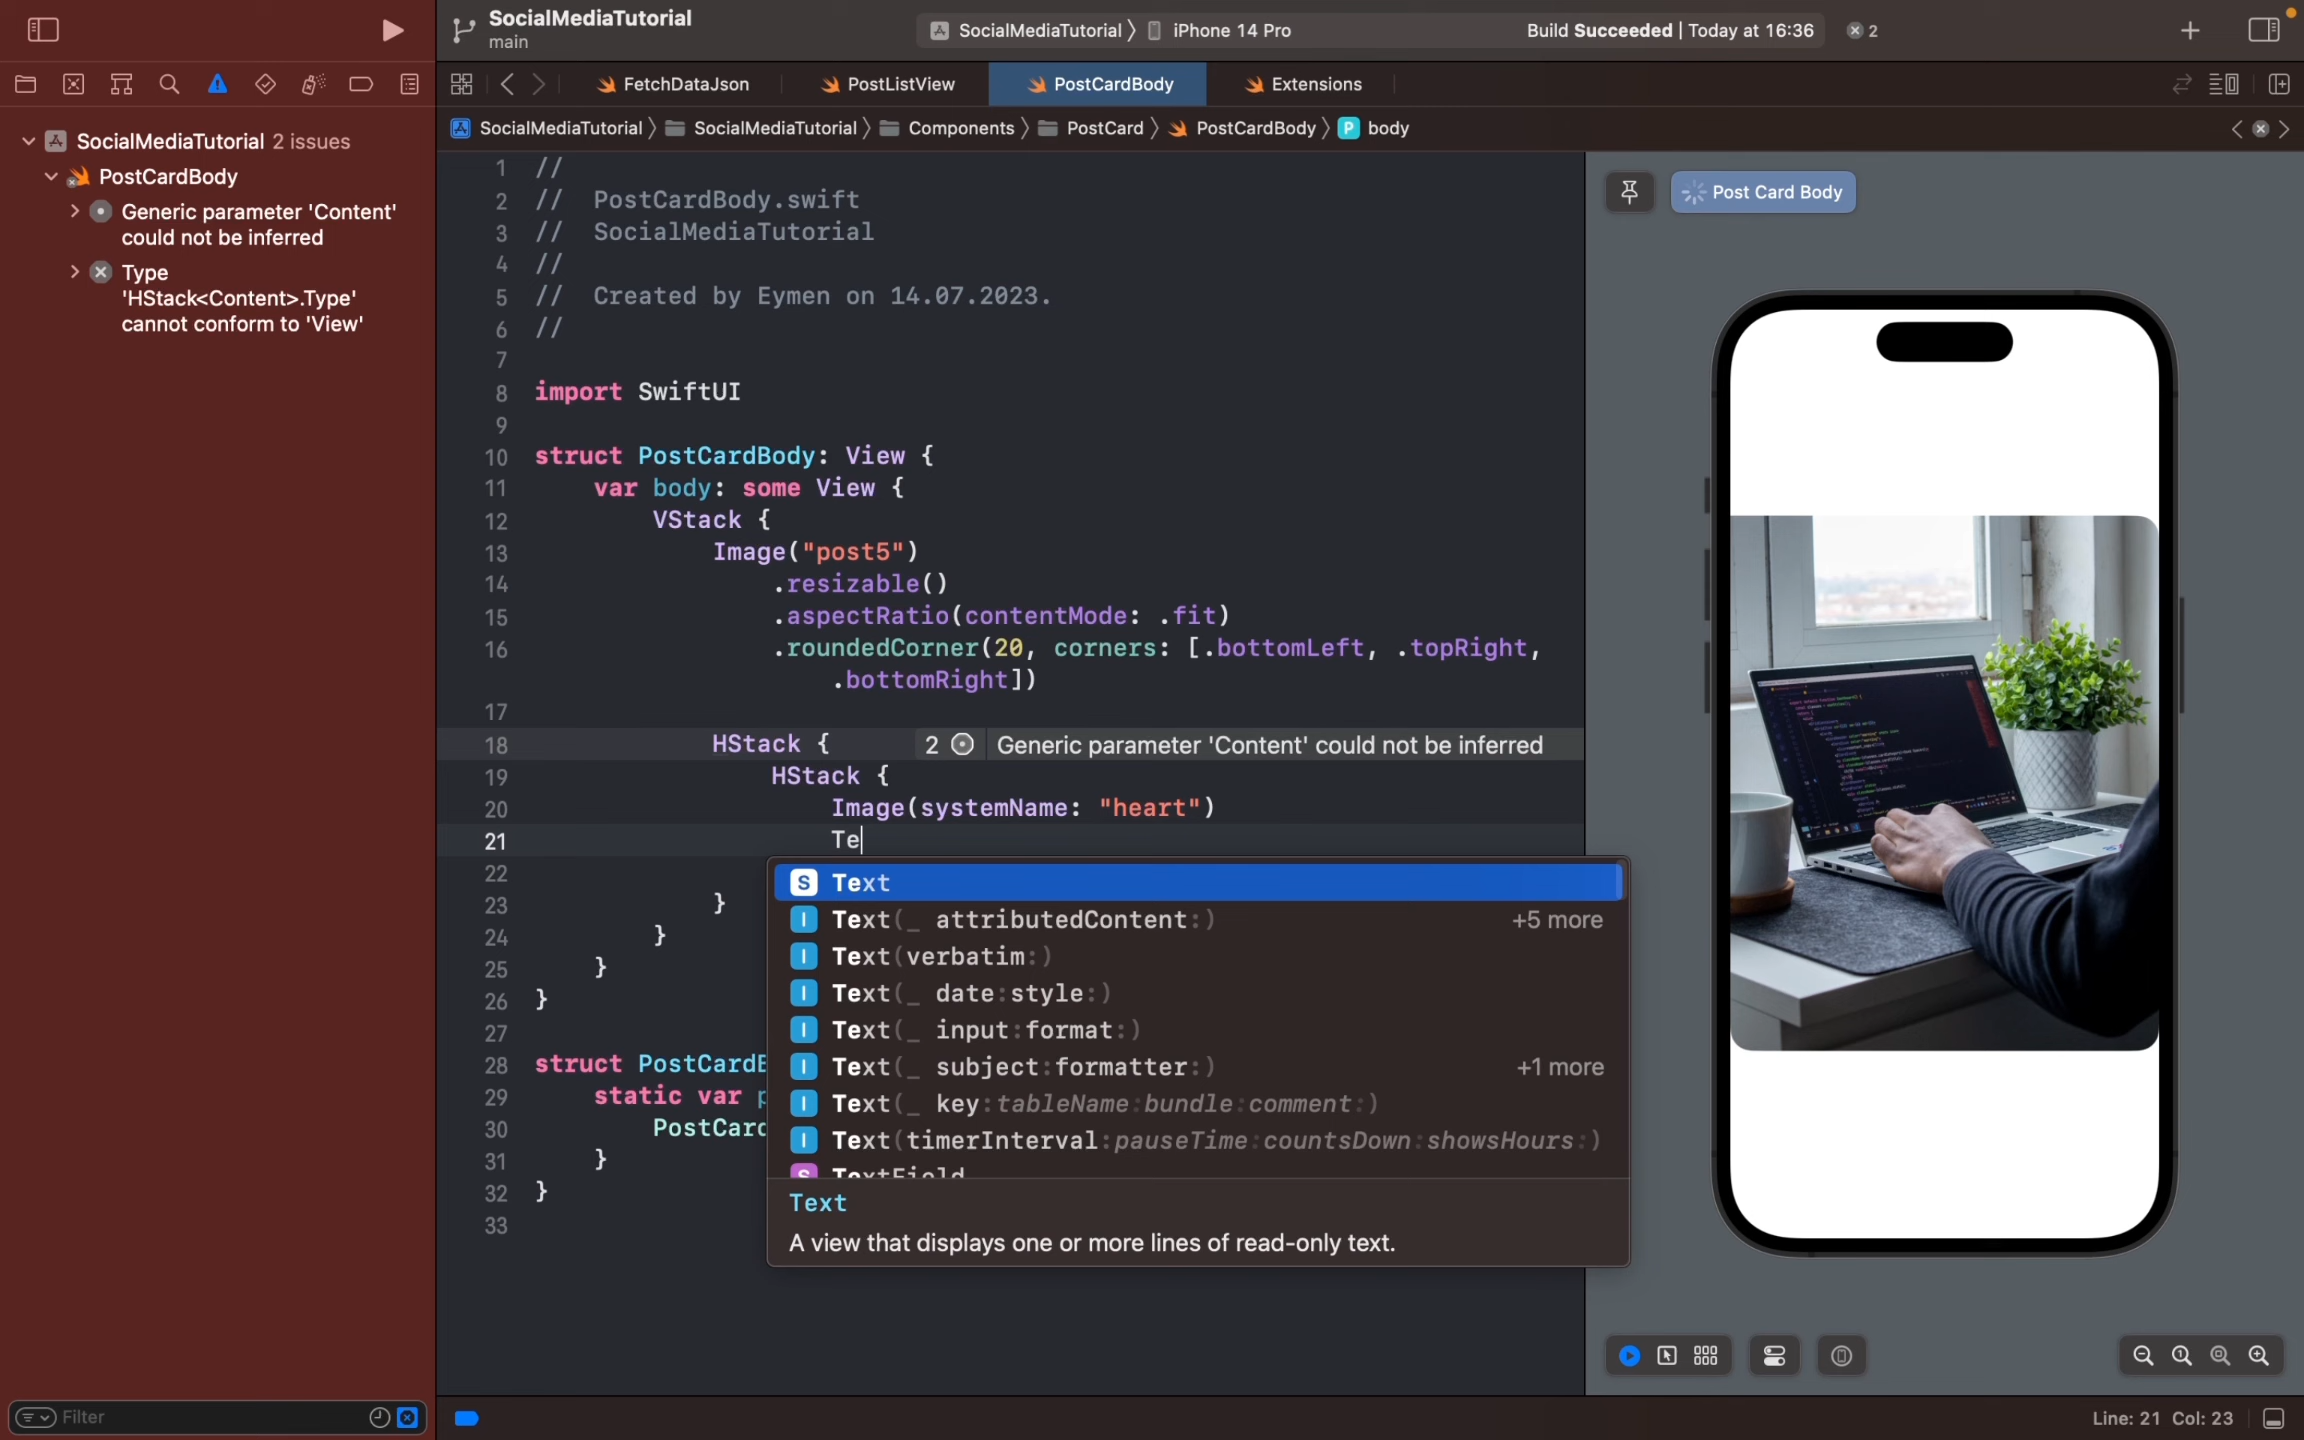 SocialMediaTutorial
main
SocialMediaTutorial 〉 iPhone 14 Pro
Build Succeeded | Today at 16:36
2
FetchDataJson
PostListView
PostCardBody
Extensions
SocialMediaTutorial 〉 SocialMediaTutorial 〉 Components 〉 PostCard 〉 PostCardBody 〉 P body
SocialMediaTutorial 2 issues
PostCardBody
Generic parameter 'Content'
could not be inferred
Type
'HStack<Content>.Type'
cannot conform to 'View'
1 //
2 //  PostCardBody.swift
3 //  SocialMediaTutorial
4 //
5 //  Created by Eymen on 14.07.2023.
6 //
7
8 import SwiftUI
9
10 struct PostCardBody: View {
11     var body: some View {
12         VStack {
13             Image("post5")
14                 .resizable()
15                 .aspectRatio(contentMode: .fit)
16                 .roundedCorner(20, corners: [.bottomLeft, .topRight,
.bottomRight])
17
18             HStack { 2 Generic parameter 'Content' could not be inferred
19                 HStack {
20                     Image(systemName: "heart")
21                     Te
22
23             }
24         }
25     }
26 }
27
28 struct PostCardB
29     static var p
30         PostCard
31     }
32 }
33
S Text
I Text(_ attributedContent:) +5 more
I Text(verbatim:)
I Text(_ date:style:)
I Text(_ input:format:)
I Text(_ subject:formatter:) +1 more
I Text(_ key:tableName:bundle:comment:)
I Text(timerInterval:pauseTime:countsDown:showsHours:)
S TextField
Text
A view that displays one or more lines of read-only text.
Post Card Body
Filter
Line: 21 Col: 23